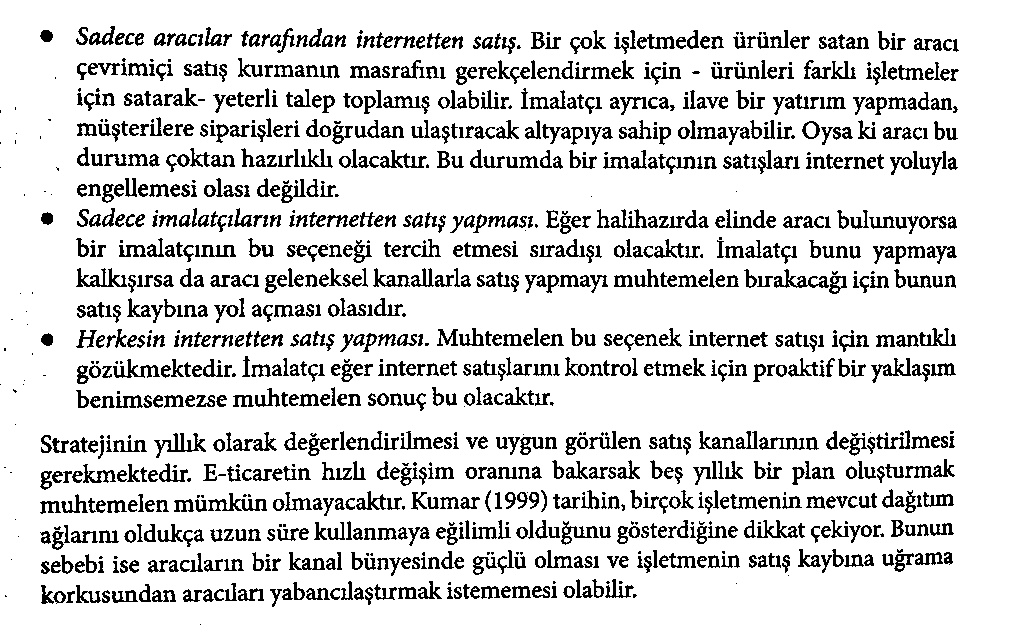 • Sadece aracılar tarafından internetten satış. Bir çok işletmeden ürünler satan bir aracı
çevrimiçi satış kurmanın masrafını gerekçelendirmek için - ürünleri farklı işletmeler
için satarak- yeterli talep toplamış olabilir. İmalatçı ayrıca, ilave bir yatırım yapmadan,
müşterilere siparişleri doğrudan ulaştıracak altyapıya sahip olmayabilir. Oysa ki aracı bu
duruma çoktan hazırlıklı olacaktır. Bu durumda bir imalatçının satışları internet yoluyla
engellemesi olası değildir.
• Sadece imalatçıların internetten satış yapması. Eğer halihazırda elinde aracı bulunuyorsa
bir imalatçının bu seçeneği tercih etmesi sıradışı olacaktır. İmalatçı bunu yapmaya
kalkışırsa da aracı geleneksel kanallarla satış yapmayı muhtemelen bırakacağı için bunun
satış kaybına yol açması olasıdır.
• Herkesin internetten satış yapması. Muhtemelen bu seçenek internet satışı için mantıklı
gözükmektedir. İmalatçı eğer internet satışlarını kontrol etmek için proaktif bir yaklaşım
benimsemezse muhtemelen sonuç bu olacaktır.
Stratejinin yıllık olarak değerlendirilmesi ve uygun görülen satış kanallarının değiştirilmesi
gerekmektedir. E-ticaretin hızlı değişim oranına bakarsak beş yıllık bir plan oluşturmak
muhtemelen mümkün olmayacaktır. Kumar (1999) tarihin, birçok işletmenin mevcut dağıtım
ağlarını oldukça uzun süre kullanmaya eğilimli olduğunu gösterdiğine dikkat çekiyor. Bunun
sebebi ise aracıların bir kanal bünyesinde güçlü olması ve işletmenin satış kaybına uğrama
korkusundan aracıları yabancılaştırmak istememesi olabilir.